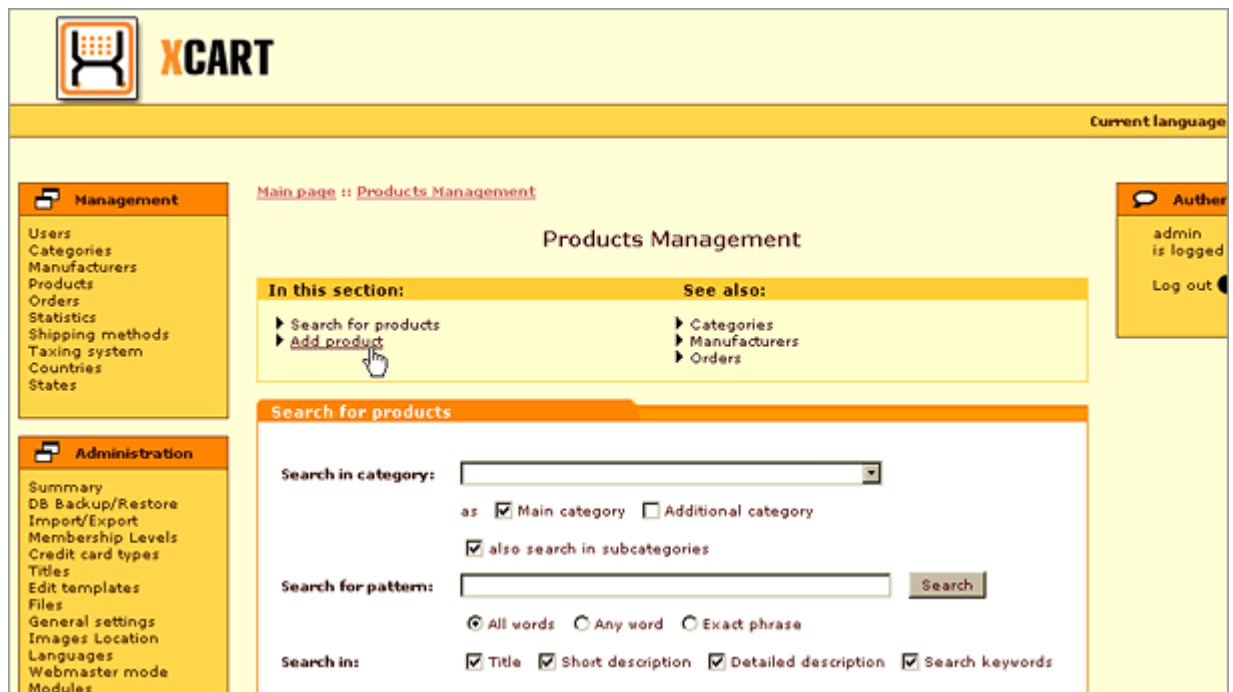 XCART
Current language
Management
Users
Categories
Manufacturers
Products
Orders
Statistics
Shipping methods
Taxing system
Countries
States
Administration
Summary
DB Backup/Restore
Import/Export
Membership Levels
Credit card types
Titles
Edit templates
Files
General settings
Images Location
Languages
Webmaster mode
Modules
Main page :: Products Management
Products Management
In this section:
Search for products
Add product
See also:
Categories
Manufacturers
Orders
Search for products
Search in category:
as Main category Additional category
also search in subcategories
Search for pattern: Search
All words Any word Exact phrase
Search in: Title Short description Detailed description Search keywords
Authen
admin
is logged
Log out